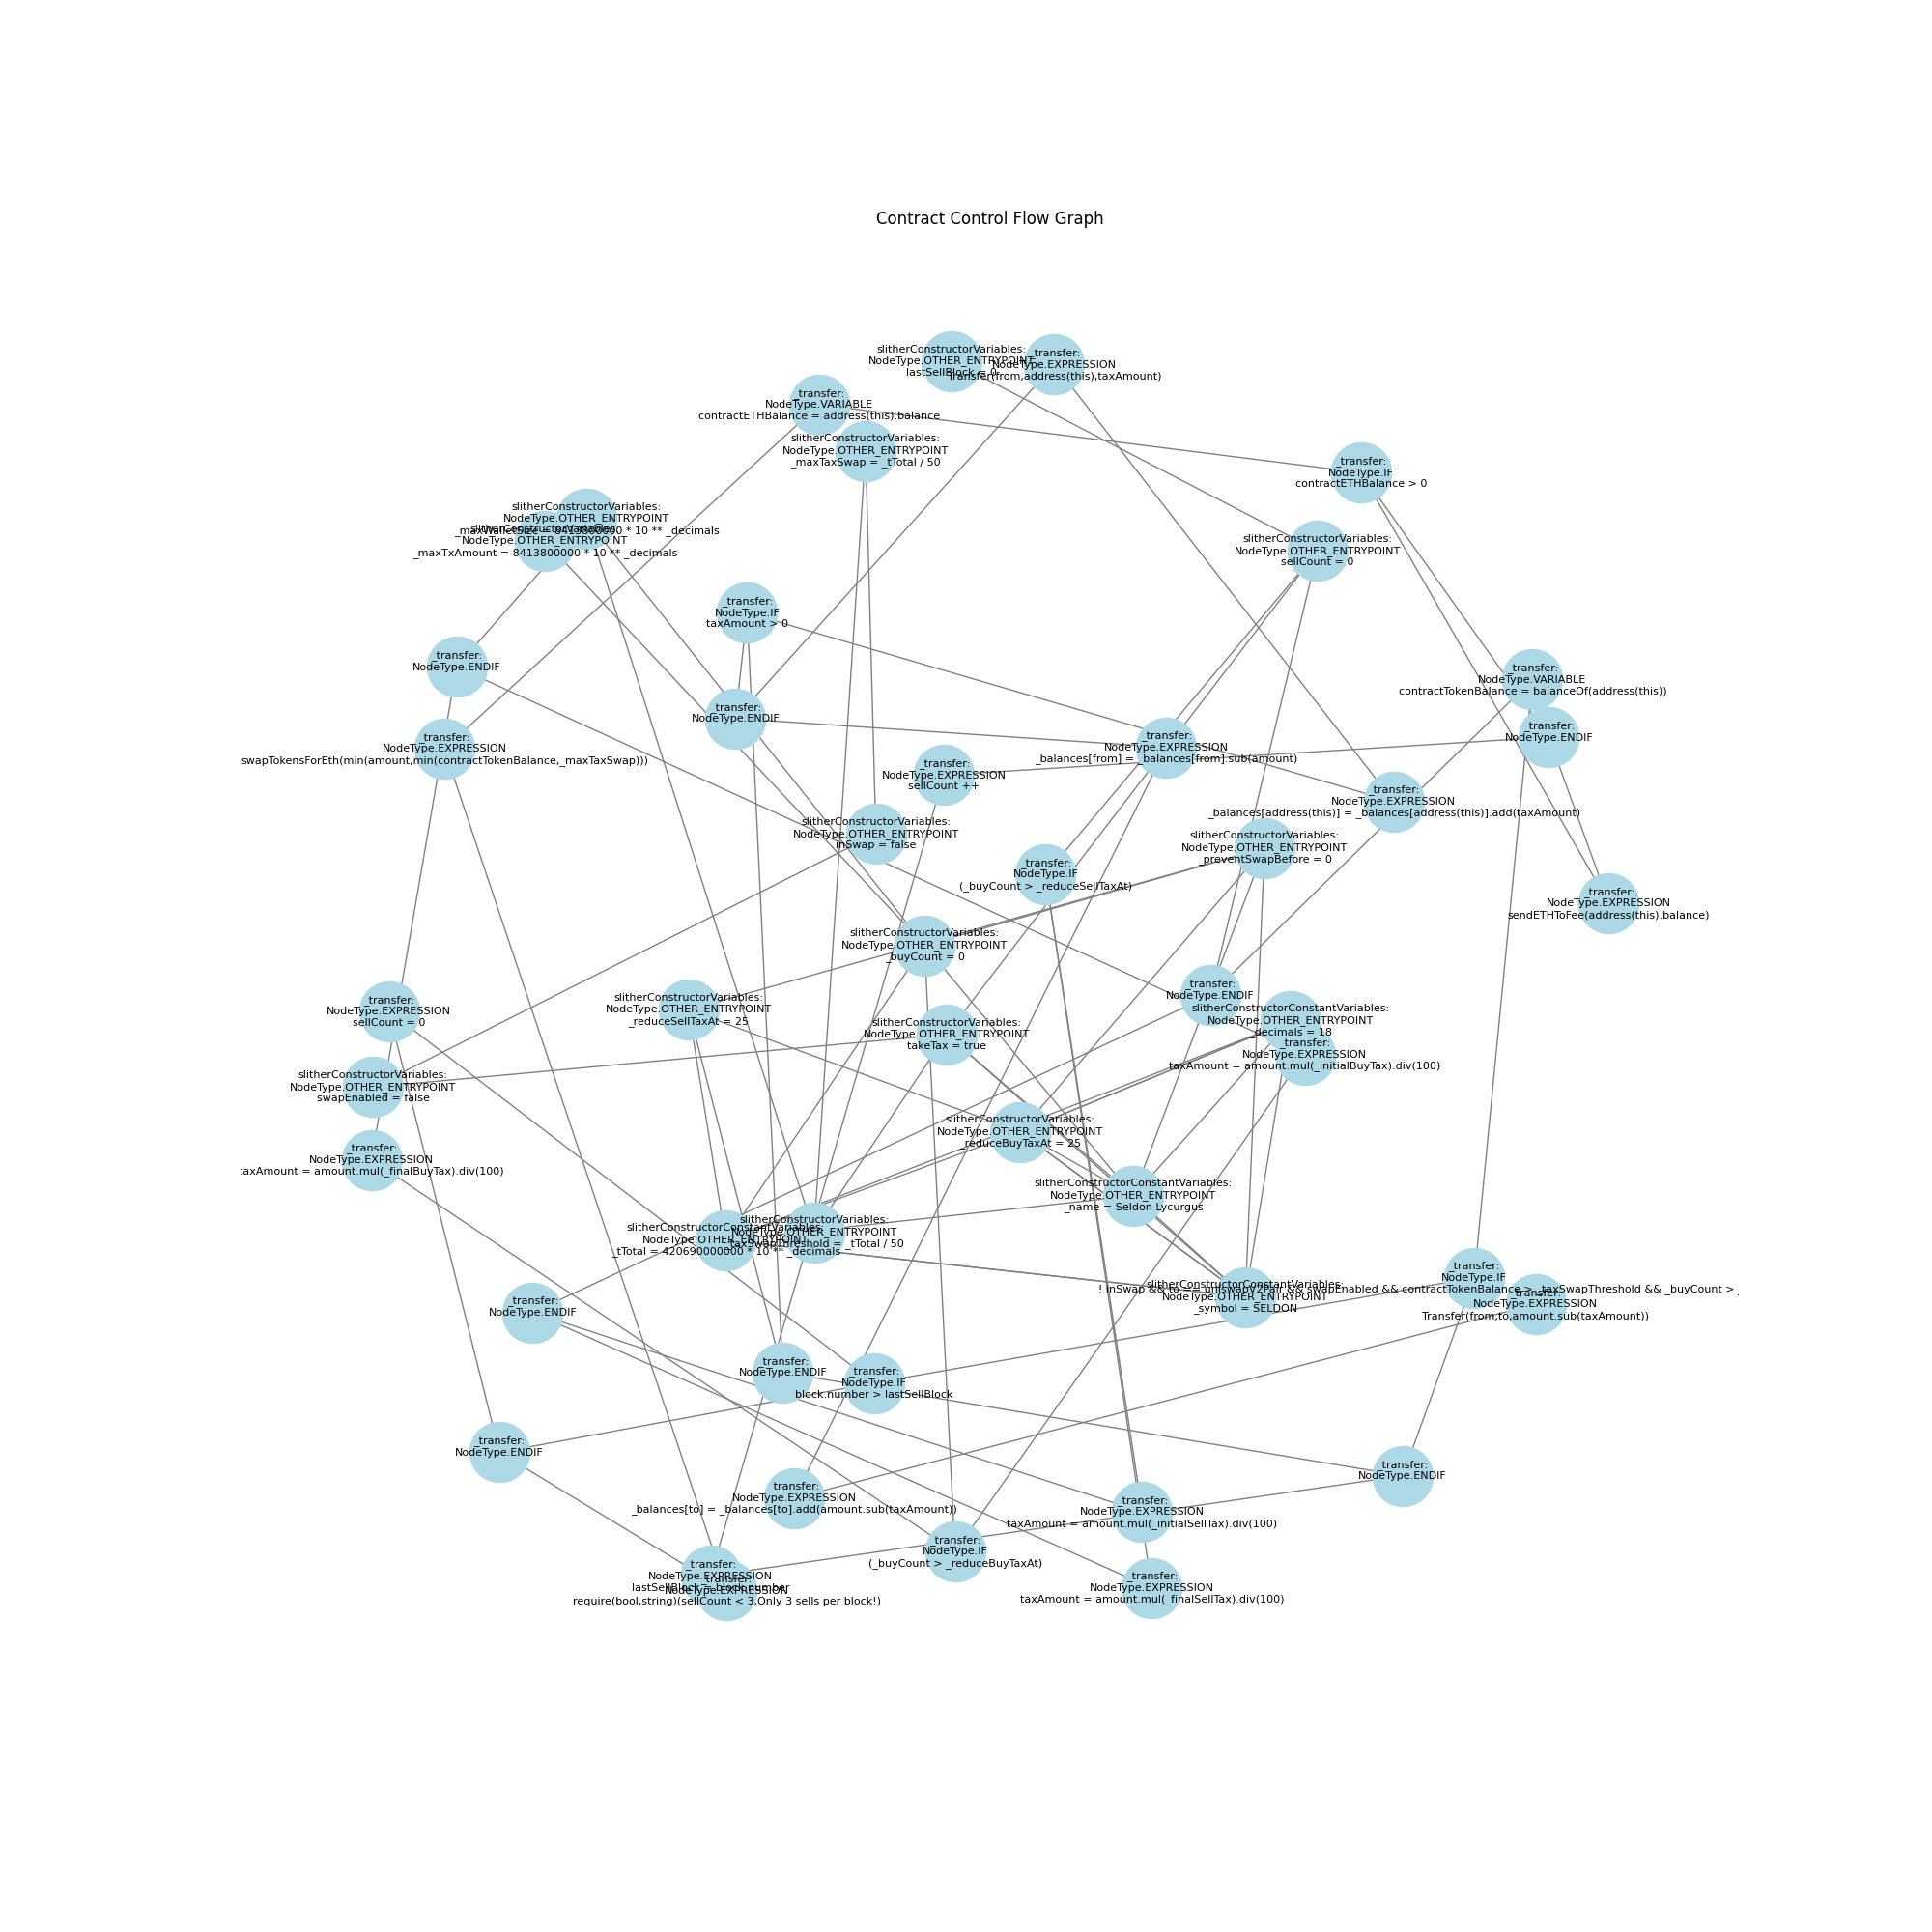 Contract Control Flow Graph
slitherConstructorVariables:
NodeType.OTHER_ENTRYPOINT
lastSellBlock = 0
_transfer:
NodeType.EXPRESSION
Transfer(from,address(this),taxAmount)
_transfer:
NodeType.VARIABLE
contractETHBalance = address(this).balance
slitherConstructorVariables:
NodeType.OTHER_ENTRYPOINT
_maxTaxSwap = _tTotal / 50
_transfer:
NodeType.IF
contractETHBalance > 0
slitherConstructorVariables:
NodeType.OTHER_ENTRYPOINT
_maxWalletSize = 8413800000 * 10 ** _decimals
slitherConstructorVariables:
NodeType.OTHER_ENTRYPOINT
_maxTxAmount = 8413800000 * 10 ** _decimals
slitherConstructorVariables:
NodeType.OTHER_ENTRYPOINT
sellCount = 0
_transfer:
NodeType.IF
taxAmount > 0
_transfer:
NodeType.ENDIF
_transfer:
NodeType.VARIABLE
contractTokenBalance = balanceOf(address(this))
_transfer:
NodeType.ENDIF
_transfer:
NodeType.ENDIF
_transfer:
NodeType.EXPRESSION
swapTokensForEth(min(amount,min(contractTokenBalance,_maxTaxSwap)))
_transfer:
NodeType.EXPRESSION
_balances[from] = _balances[from].sub(amount)
_transfer:
NodeType.EXPRESSION
sellCount ++
_transfer:
NodeType.EXPRESSION
_balances[address(this)] = _balances[address(this)].add(taxAmount)
slitherConstructorVariables:
NodeType.OTHER_ENTRYPOINT
inSwap = false
slitherConstructorVariables:
NodeType.OTHER_ENTRYPOINT
_preventSwapBefore = 0
_transfer:
NodeType.IF
(_buyCount > _reduceSellTaxAt)
_transfer:
NodeType.EXPRESSION
sendETHToFee(address(this).balance)
slitherConstructorVariables:
NodeType.OTHER_ENTRYPOINT
_buyCount = 0
_transfer:
NodeType.ENDIF
_transfer:
NodeType.EXPRESSION
sellCount = 0
slitherConstructorVariables:
NodeType.OTHER_ENTRYPOINT
_reduceSellTaxAt = 25
slitherConstructorConstantVariables:
NodeType.OTHER_ENTRYPOINT
_decimals = 18
slitherConstructorVariables:
NodeType.OTHER_ENTRYPOINT
takeTax = true
_transfer:
NodeType.EXPRESSION
taxAmount = amount.mul(_initialBuyTax).div(100)
slitherConstructorVariables:
NodeType.OTHER_ENTRYPOINT
swapEnabled = false
slitherConstructorVariables:
NodeType.OTHER_ENTRYPOINT
_reduceBuyTaxAt = 25
_transfer:
NodeType.EXPRESSION
taxAmount = amount.mul(_finalBuyTax).div(100)
slitherConstructorConstantVariables:
NodeType.OTHER_ENTRYPOINT
_name = Seldon Lycurgus
slitherConstructorVariables:
NodeType.OTHER_ENTRYPOINT
_taxSwapThreshold = _tTotal / 50
slitherConstructorConstantVariables:
NodeType.OTHER_ENTRYPOINT
_tTotal = 420690000000 * 10 ** _decimals
_transfer:
NodeType.IF
! inSwap && to == uniswapV2Pair && swapEnabled && contractTokenBalance > _taxSwapThreshold && _buyCount >
slitherConstructorConstantVariables:
NodeType.OTHER_ENTRYPOINT
_symbol = SELDON
_transfer:
NodeType.EXPRESSION
Transfer(from,to,amount.sub(taxAmount))
_transfer:
NodeType.ENDIF
_transfer:
NodeType.ENDIF
_transfer:
NodeType.IF
block.number > lastSellBlock
_transfer:
NodeType.ENDIF
_transfer:
NodeType.ENDIF
_transfer:
NodeType.EXPRESSION
_balances[to] = _balances[to].add(amount.sub(taxAmount))
_transfer:
NodeType.EXPRESSION
taxAmount = amount.mul(_initialSellTax).div(100)
_transfer:
NodeType.IF
(_buyCount > _reduceBuyTaxAt)
_transfer:
NodeType.EXPRESSION
lastSellBlock = block.number
_transfer:
NodeType.EXPRESSION
require(bool,string)(sellCount < 3,Only 3 sells per block!)
_transfer:
NodeType.EXPRESSION
taxAmount = amount.mul(_finalSellTax).div(100)